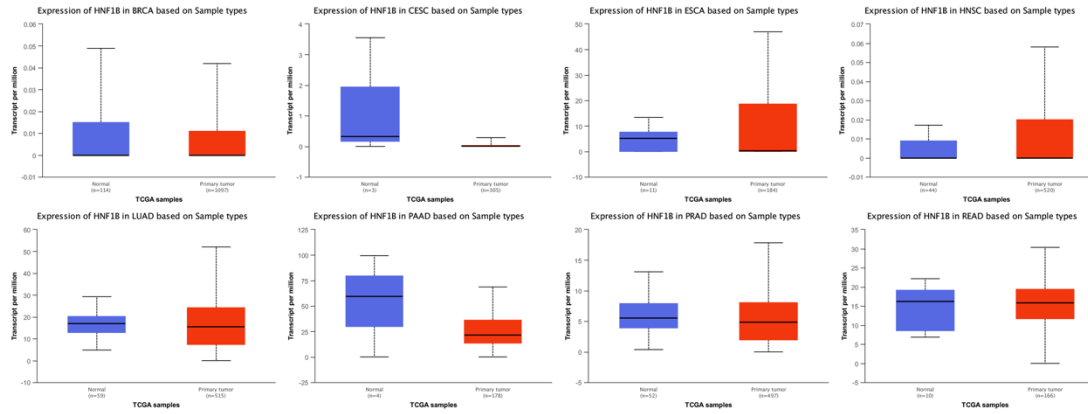 Expression of HNF1B in BRCA based on Sample types
Transcript per million
0.06
0.05
0.04
0.03
0.02
0.01
0
-0.01
Normal
(n=114)
Primary tumor
(n=1097)
TCGA samples
Expression of HNF1B in CESC based on Sample types
Transcript per million
4
3
2
1
0
-1
Normal
(n=3)
Primary tumor
(n=305)
TCGA samples
Expression of HNF1B in ESCA based on Sample types
Transcript per million
50
40
30
20
10
0
-10
Normal
(n=11)
Primary tumor
(n=184)
TCGA samples
Expression of HNF1B in HNSC based on Sample types
Transcript per million
0.07
0.06
0.05
0.04
0.03
0.02
0.01
0
-0.01
Normal
(n=44)
Primary tumor
(n=520)
TCGA samples
Expression of HNF1B in LUAD based on Sample types
Transcript per million
60
50
40
30
20
10
0
-10
Normal
(n=59)
Primary tumor
(n=515)
TCGA samples
Expression of HNF1B in PAAD based on Sample types
Transcript per million
125
100
75
50
25
0
-25
Normal
(n=4)
Primary tumor
(n=178)
TCGA samples
Expression of HNF1B in PRAD based on Sample types
Transcript per million
20
15
10
5
0
-5
Normal
(n=52)
Primary tumor
(n=497)
TCGA samples
Expression of HNF1B in READ based on Sample types
Transcript per million
35
30
25
20
15
10
5
0
-5
Normal
(n=10)
Primary tumor
(n=166)
TCGA samples